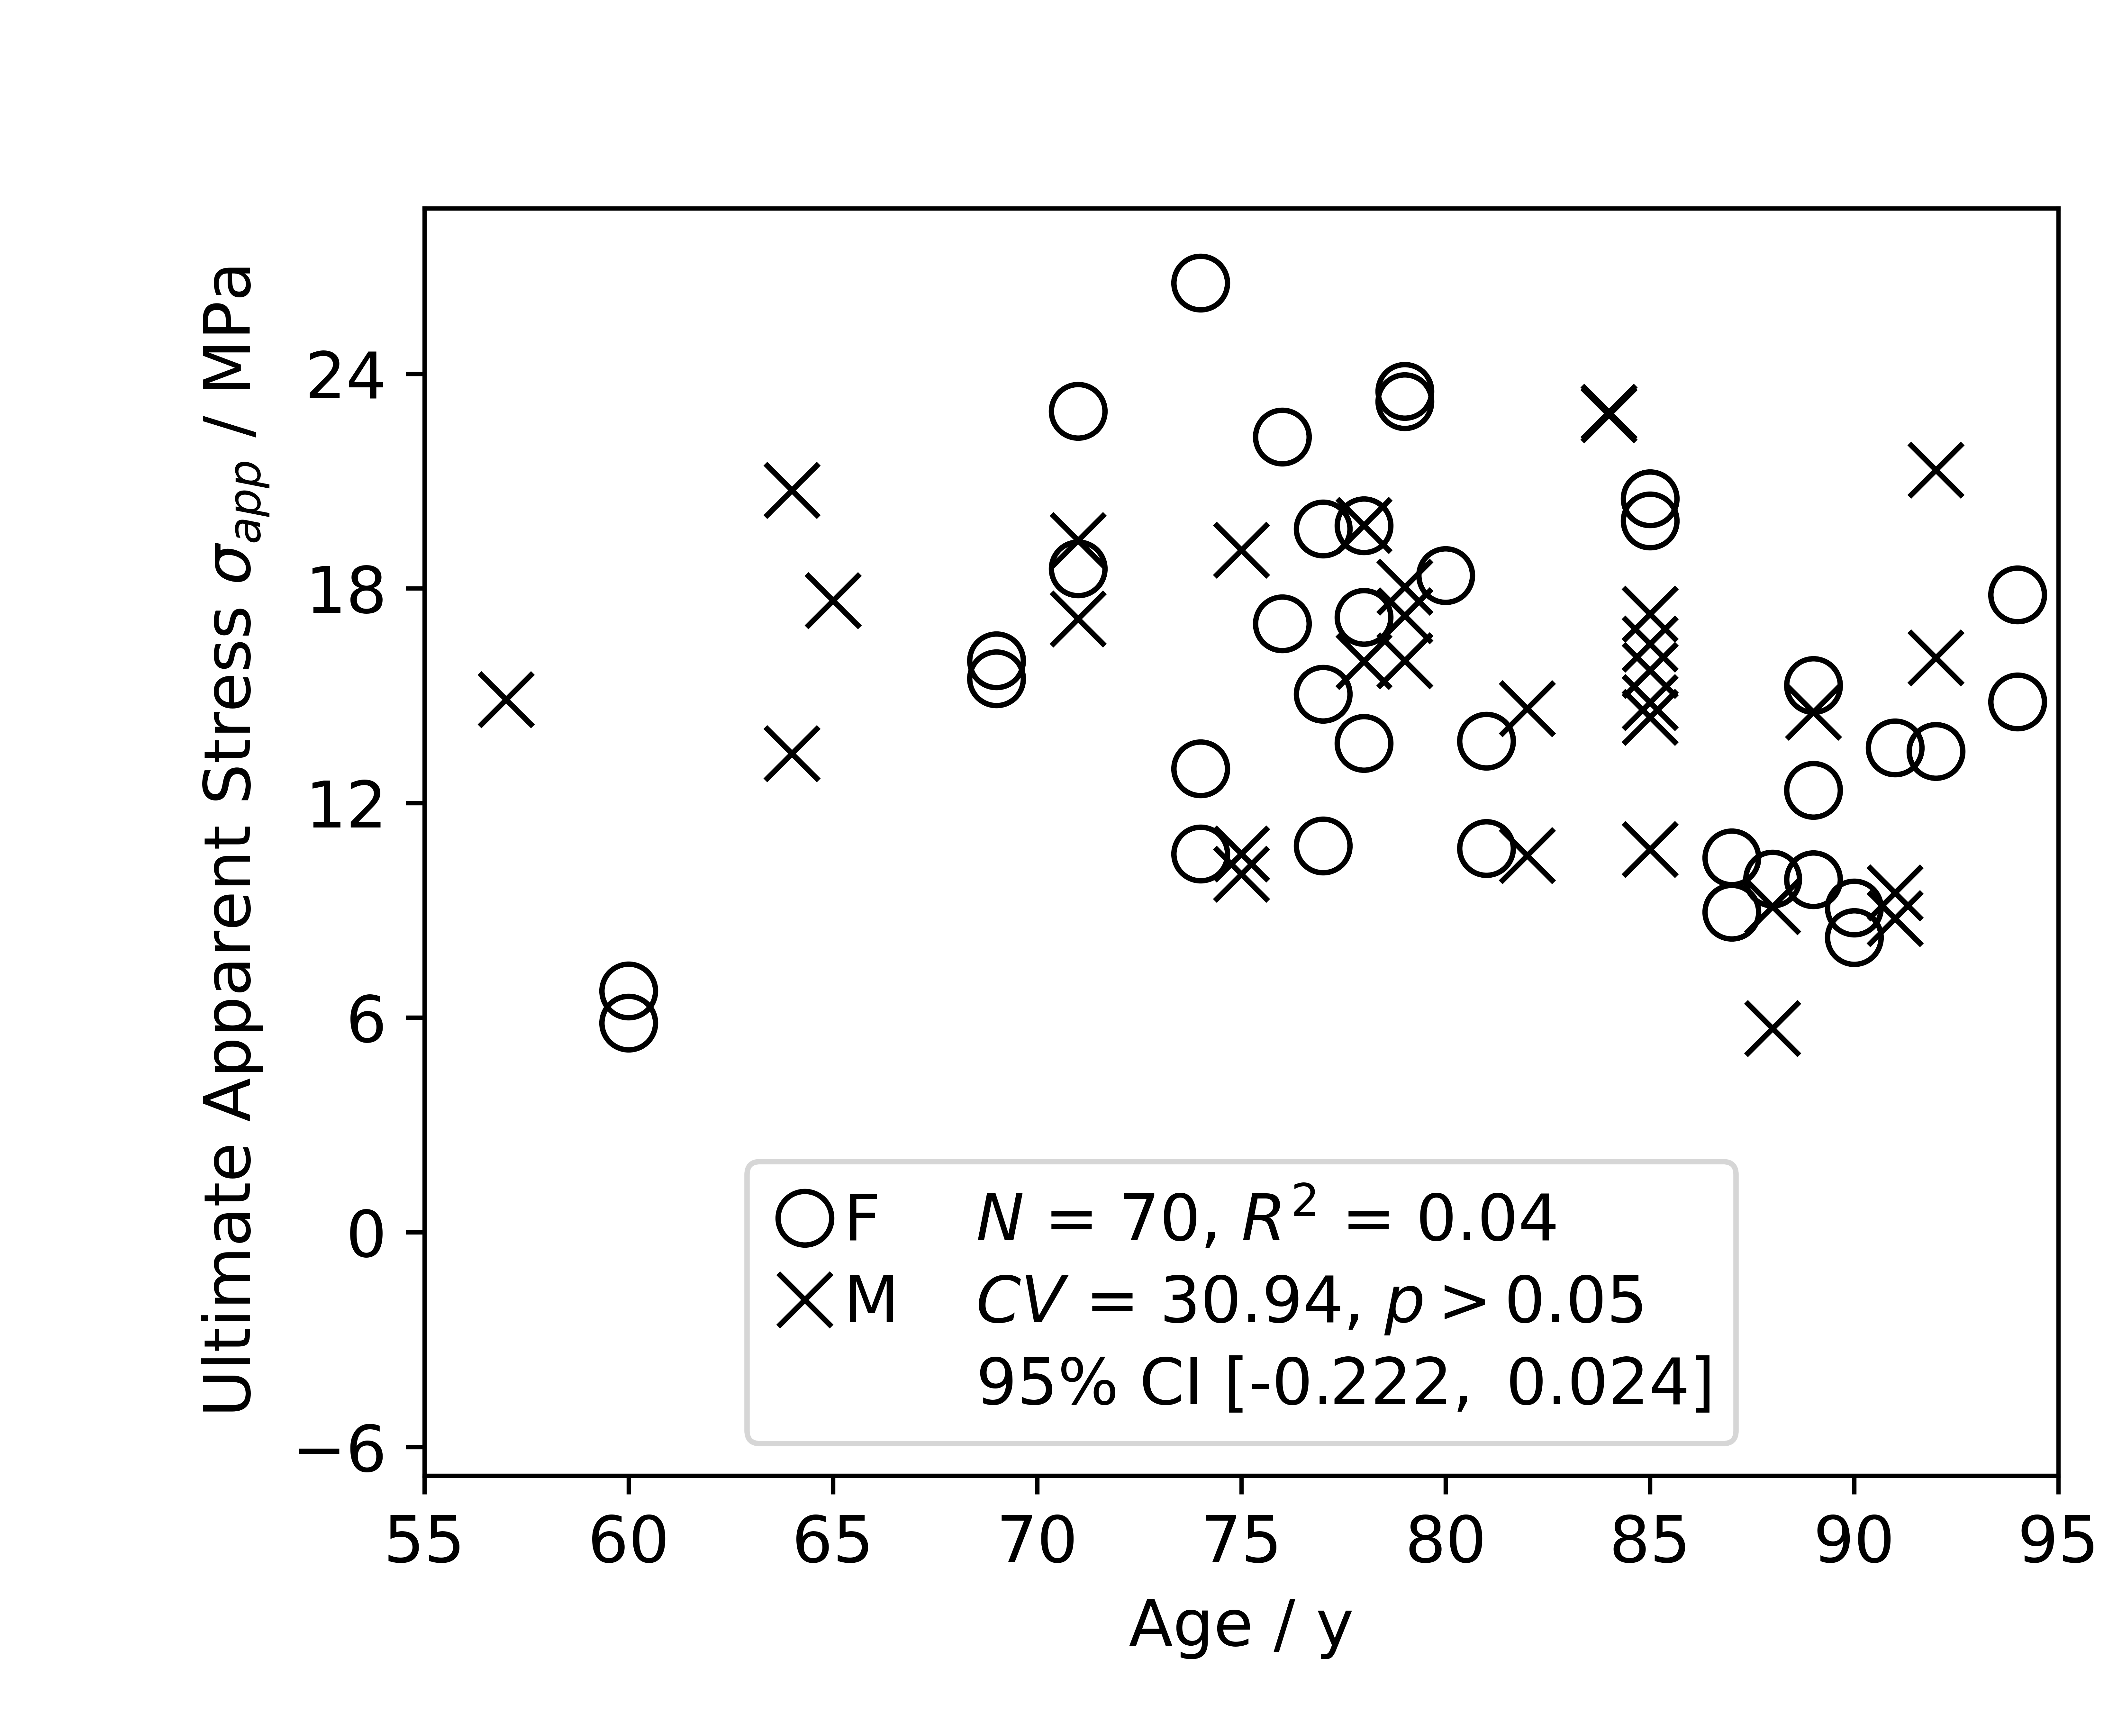 Ultimate Apparent Stress σapp / MPa
24
18
12
6
0
−6
F N = 70, R² = 0.04
M CV = 30.94, p > 0.05
95% CI [-0.222, 0.024]
55 60 65 70 75 80 85 90 95
Age / y